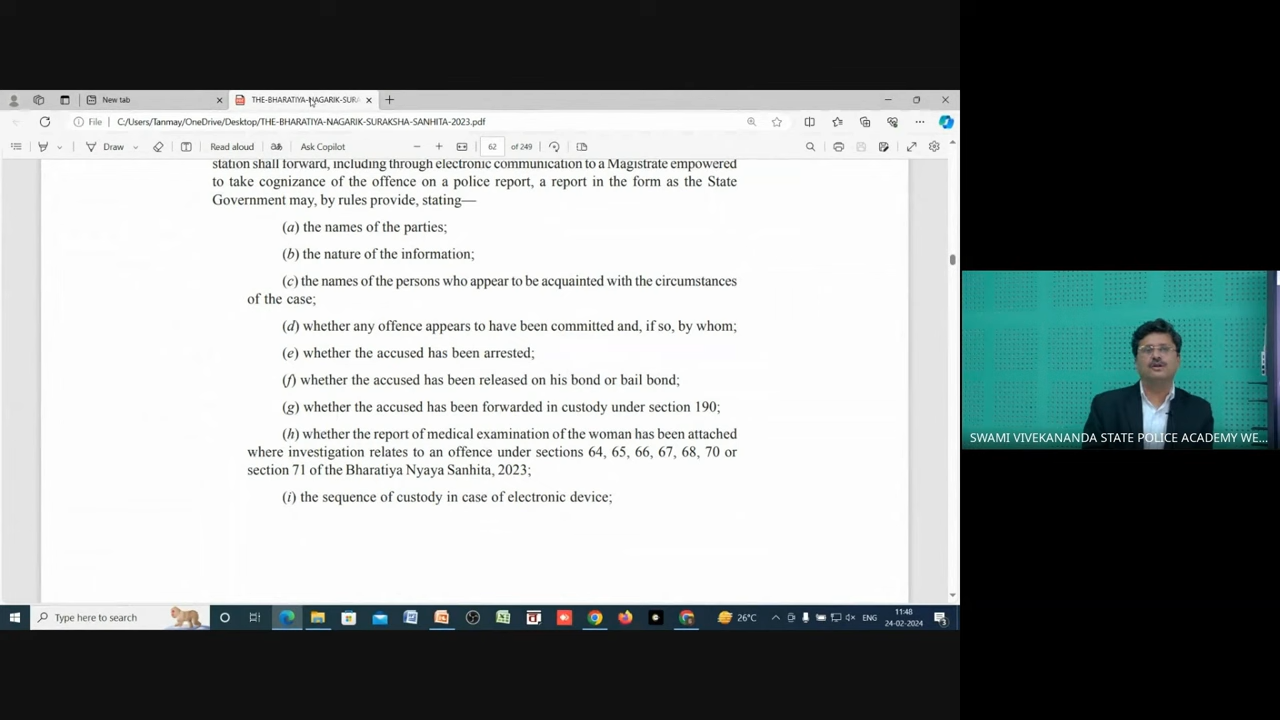 New tab
THE-BHARATIYA-NAGARIK-SURA
File
C:/Users/Tanmay/OneDrive/Desktop/THE-BHARATIYA-NAGARIK-SURAKSHA-SANHITA-2023.pdf
Draw
Read aloud
Ask Copilot
62 of 249
station shall forward, including through electronic communication to a Magistrate empowered
to take cognizance of the offence on a police report, a report in the form as the State
Government may, by rules provide, stating—
(a) the names of the parties;
(b) the nature of the information;
(c) the names of the persons who appear to be acquainted with the circumstances
of the case;
(d) whether any offence appears to have been committed and, if so, by whom;
(e) whether the accused has been arrested;
(f) whether the accused has been released on his bond or bail bond;
(g) whether the accused has been forwarded in custody under section 190;
(h) whether the report of medical examination of the woman has been attached
where investigation relates to an offence under sections 64, 65, 66, 67, 68, 70 or
section 71 of the Bharatiya Nyaya Sanhita, 2023;
(i) the sequence of custody in case of electronic device;
SWAMI VIVEKANANDA STATE POLICE ACADEMY WE...
Type here to search
26°C
ENG
11:48
24-02-2024
3